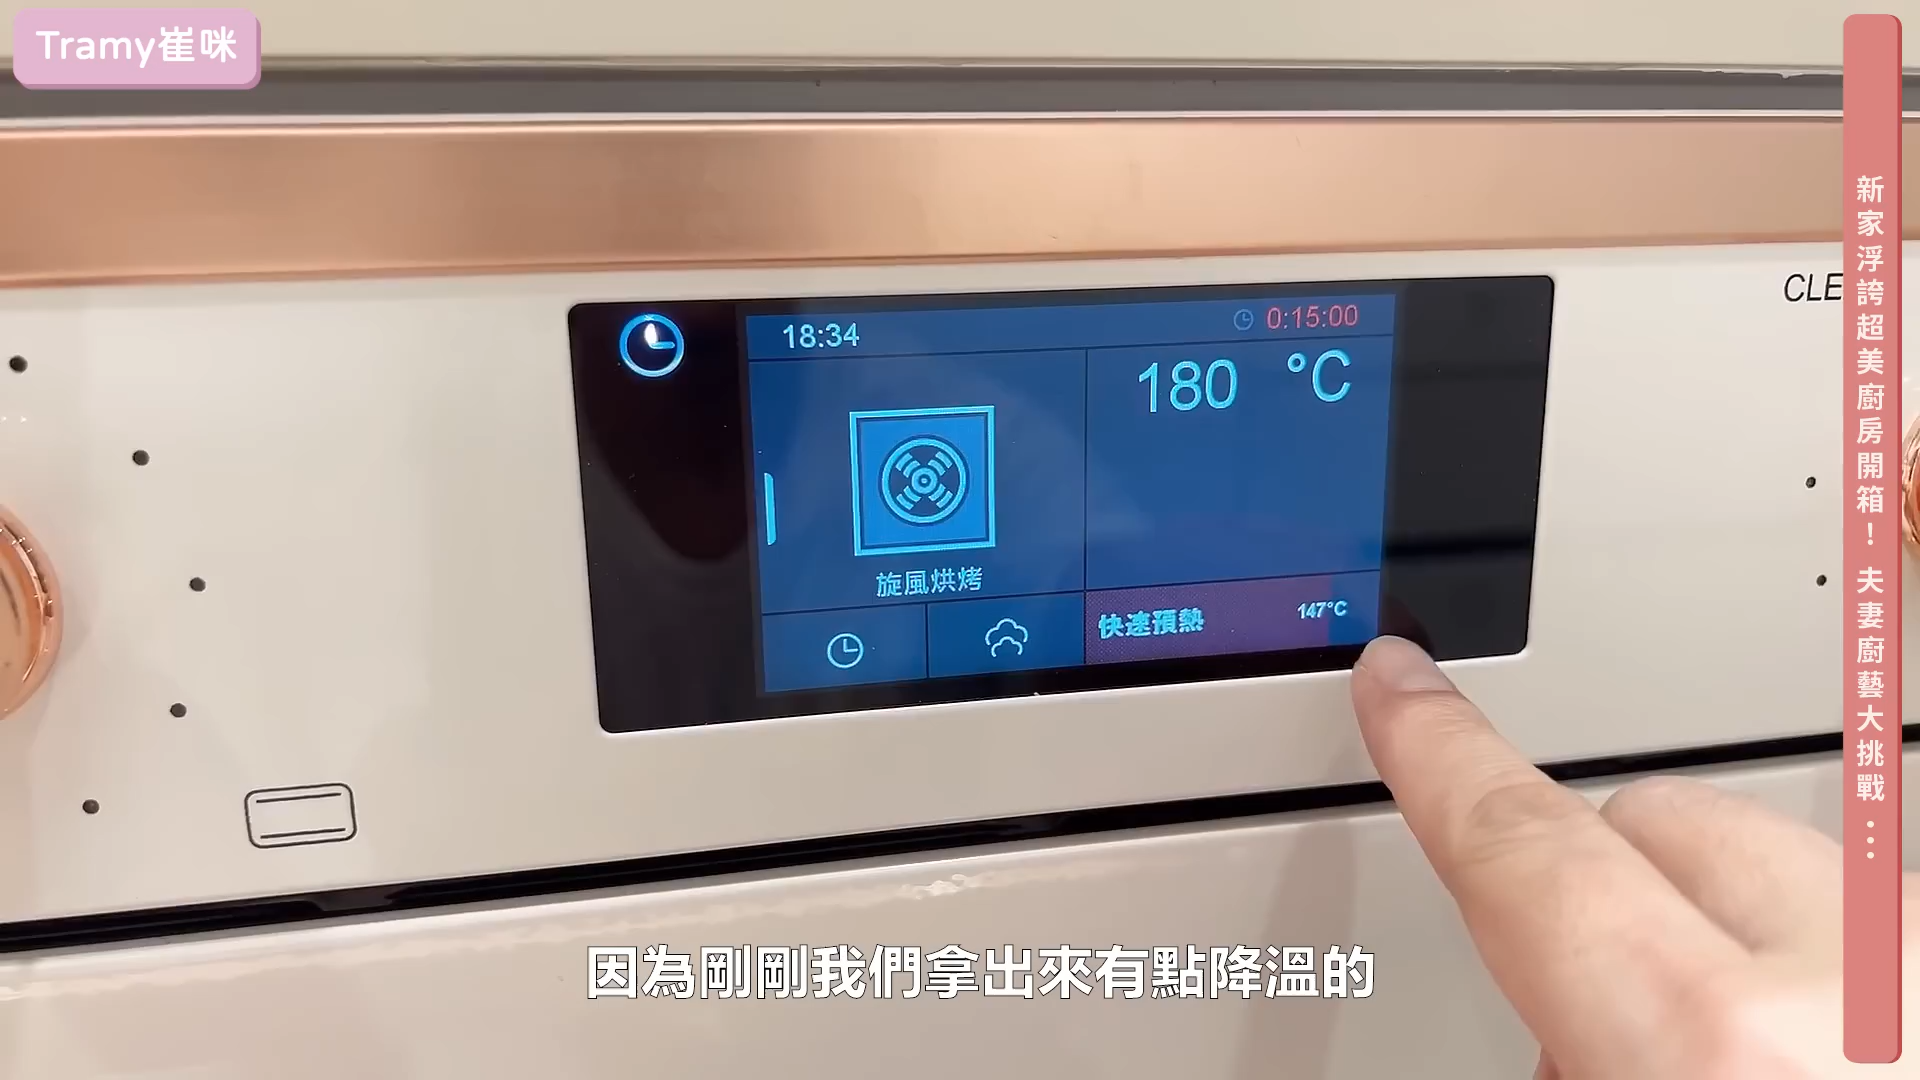 Tramy崔咪
新家浮誇超美廚房開箱！夫妻廚藝大挑戰...
CLE
18:34
0:15:00
180 °C
旋風烘烤
快速預熱
147°C
因為剛剛我們拿出來有點降溫的